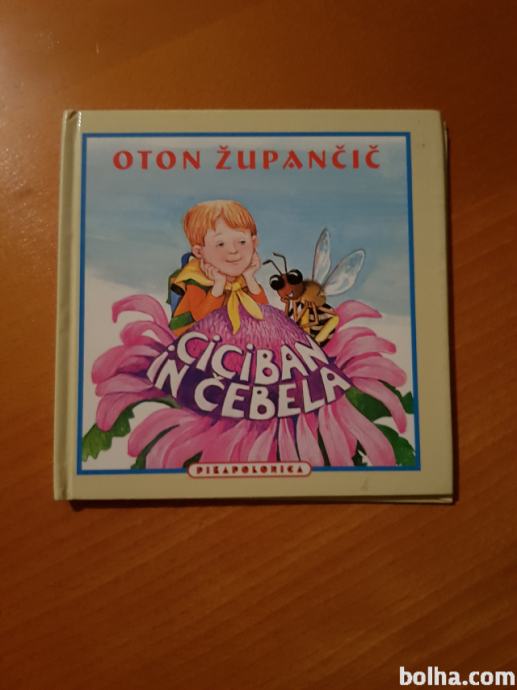 OTON ŽUPANČIČ
CICIBAN
IN ČEBELA
PIKAPOLONICA
bolha.com